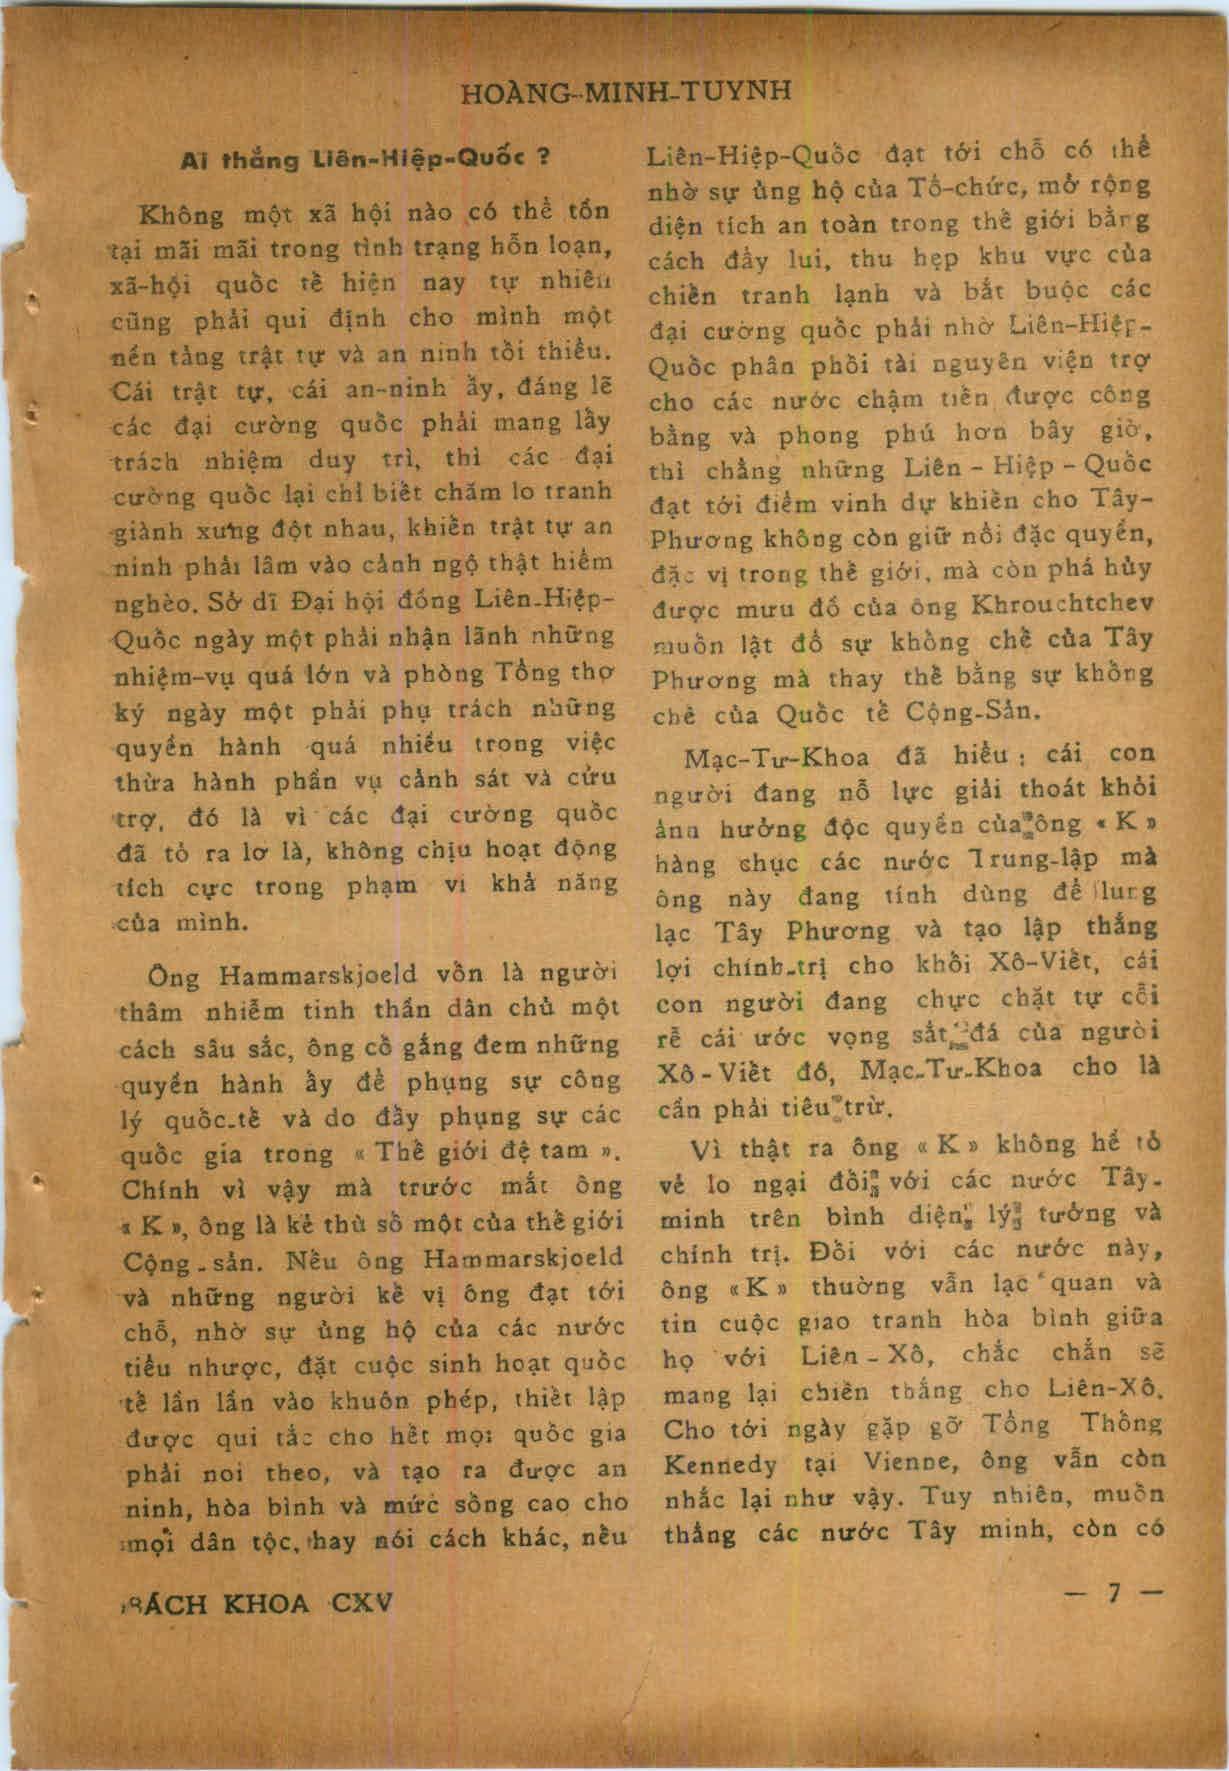 HOÀNG-MINH-TUYNH
Ai thắng Liên-Hiệp-Quốc ?
Không một xã hội nào có thể tồn
tại mãi mãi trong tình trạng hỗn loạn,
xã-hội quốc tế hiện nay tự nhiên
cũng phải qui định cho mình một
nền tảng trật tự và an ninh tối thiểu.
Cái trật tự, cái an-ninh ấy, đáng lẽ
các đại cường quốc phải mang lấy
trách nhiệm duy trì, thì các đại
cường quốc lại chỉ biết chăm lo tranh
giành xưng đột nhau, khiến trật tự an
ninh phải lâm vào cảnh ngộ thật hiểm
nghèo. Sở dĩ Đại hội đồng Liên-Hiệp-
Quốc ngày một phải nhận lãnh những
nhiệm-vụ quá lớn và phòng Tổng thợ
ký ngày một phải phụ trách những
quyền hành quá nhiều trong việc
thừa hành phần vụ cảnh sát và cứu
trợ, đó là vì các đại cường quốc
đã tỏ ra lơ là, không chịu hoạt động
tích cực trong phạm vi khả năng
của mình.
Ông Hammarskjoeld vốn là người
thâm nhiễm tinh thần dân chủ một
cách sâu sắc, ông cố gắng đem những
quyền hành ấy để phụng sự công
lý quốc-tế và do đấy phụng sự các
quốc gia trong « Thế giới đệ tam ».
Chính vì vậy mà trước mắt ông
« K », ông là kẻ thù số một của thế giới
Cộng-sản. Nếu ông Hammarskjoeld
và những người kế vị ông đạt tới
chỗ, nhờ sự ủng hộ của các nước
tiểu nhược, đặt cuộc sinh hoạt quốc
tế lần lần vào khuôn phép, thiết lập
được qui tắc cho hết mọi quốc gia
phải noi theo, và tạo ra được an
ninh, hòa bình và mức sống cao cho
mọi dân tộc, hay nói cách khác, nếu
Liên-Hiệp-Quốc đạt tới chỗ có thể
nhờ sự ủng hộ của Tổ-chức, mở rộng
diện tích an toàn trong thế giới bằng
cách đẩy lui, thu hẹp khu vực của
chiến tranh lạnh và bắt buộc các
đại cường quốc phải nhờ Liên-Hiệp-
Quốc phân phối tài nguyên viện trợ
cho các nước chậm tiến được công
bằng và phong phú hơn bây giờ,
thì chẳng những Liên - Hiệp - Quốc
đạt tới điểm vinh dự khiến cho Tây-
Phương không còn giữ nổi đặc quyền,
đặc vị trong thế giới, mà còn phá hủy
được mưu đồ của ông Khrouchtchev
muốn lật đổ sự khống chế của Tây
Phương mà thay thế bằng sự khống
chế của Quốc tế Cộng-Sản.
Mạc-Tư-Khoa đã hiểu : cái con
người đang nỗ lực giải thoát khỏi
ảnh hưởng độc quyền của ông « K »
hàng chục các nước Trung-lập mà
ông này đang tính dùng để lung
lạc Tây Phương và tạo lập thắng
lợi chính-trị cho khối Xô-Viết, cái
con người đang chực chặt tự cỗi
rễ cái ước vọng sắt đá của người
Xô-Viết đó, Mạc-Tư-Khoa cho là
cần phải tiêu trừ.
Vì thật ra ông « K » không hề tỏ
vẻ lo ngại đối với các nước Tây-
minh trên bình diện lý tưởng và
chính trị. Đối với các nước này,
ông «K» thường vẫn lạc quan và
tin cuộc giao tranh hòa bình giữa
họ với Liên-Xô, chắc chắn sẽ
mang lại chiến thắng cho Liên-Xô.
Cho tới ngày gặp gỡ Tổng Thống
Kennedy tại Vienne, ông vẫn còn
nhắc lại như vậy. Tuy nhiên, muốn
thắng các nước Tây minh, còn có
BÁCH KHOA CXV
— 7 —